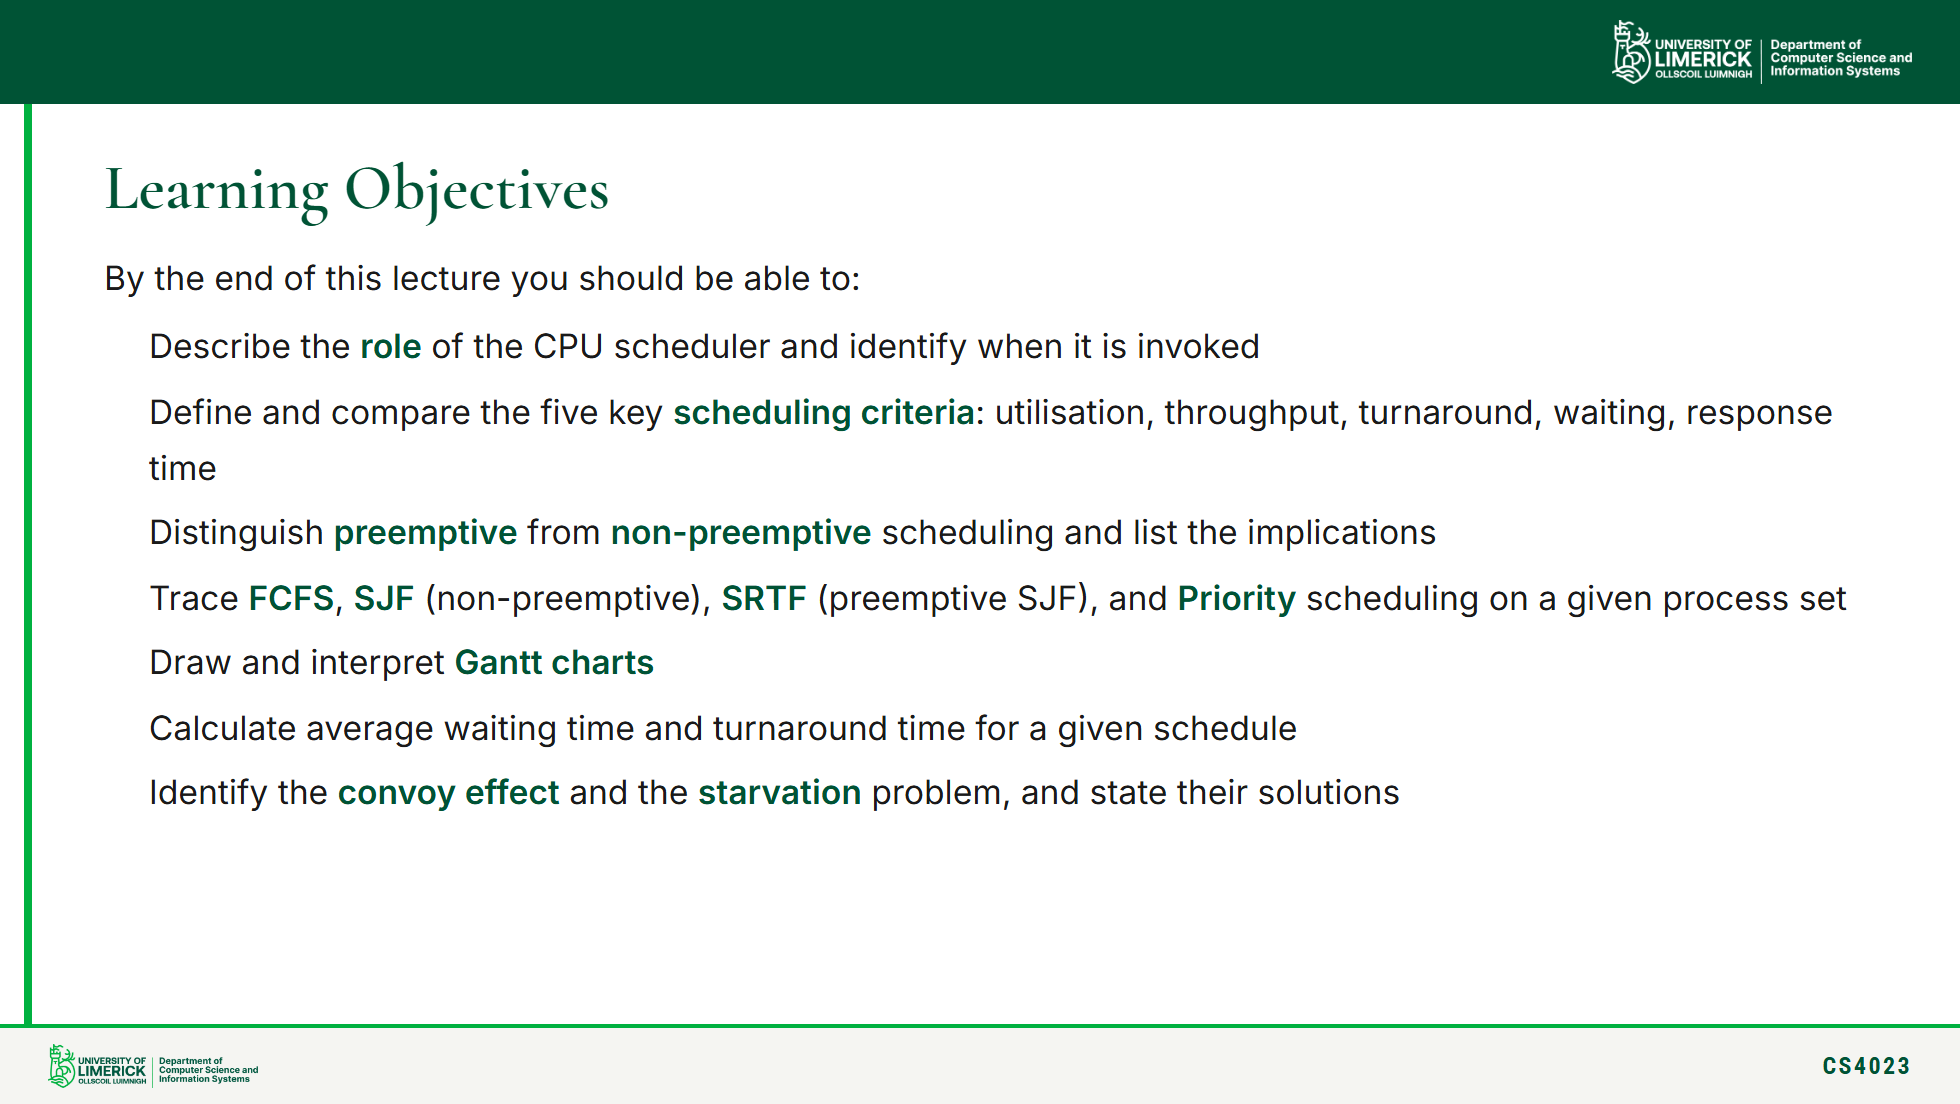 UNIVERSITY OF
LIMERICK
OLLSCOIL LUIMNIGH
Department of
Computer Science and
Information Systems
Learning Objectives
By the end of this lecture you should be able to:
Describe the role of the CPU scheduler and identify when it is invoked
Define and compare the five key scheduling criteria: utilisation, throughput, turnaround, waiting, response
time
Distinguish preemptive from non-preemptive scheduling and list the implications
Trace FCFS, SJF (non-preemptive), SRTF (preemptive SJF), and Priority scheduling on a given process set
Draw and interpret Gantt charts
Calculate average waiting time and turnaround time for a given schedule
Identify the convoy effect and the starvation problem, and state their solutions
UNIVERSITY OF
LIMERICK
OLLSCOIL LUIMNIGH
Department of
Computer Science and
Information Systems
CS4023